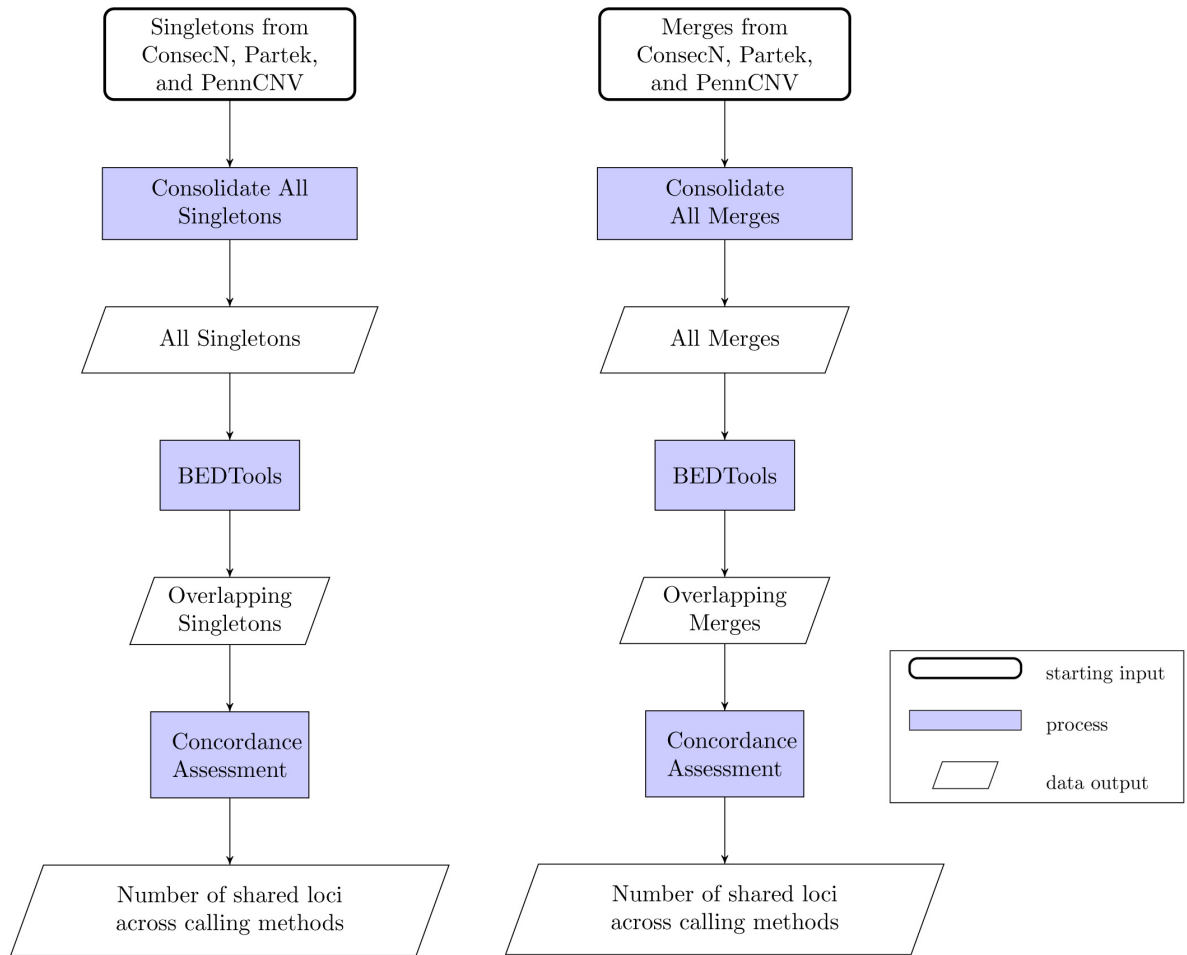 Singletons from
ConsecN, Partek,
and PennCNV
Consolidate All
Singletons
All Singletons
BEDTools
Overlapping
Singletons
Concordance
Assessment
Number of shared loci
across calling methods
Merges from
ConsecN, Partek,
and PennCNV
Consolidate
All Merges
All Merges
BEDTools
Overlapping
Merges
Concordance
Assessment
Number of shared loci
across calling methods
starting input
process
data output